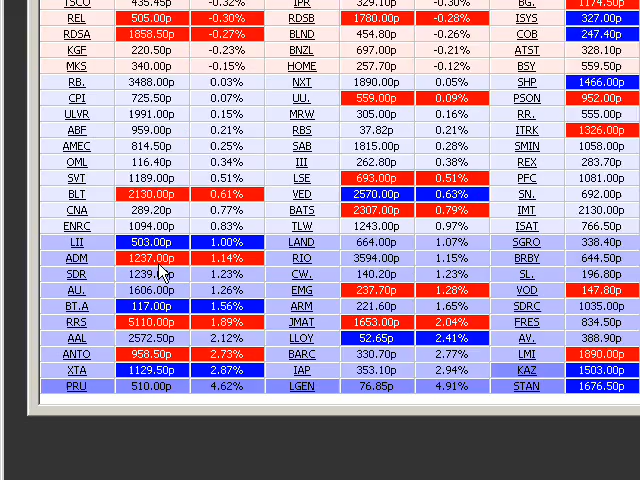 TSCO 435.45p -0.32% IPR 329.10p -0.30% BG. 1174.50p
REL 505.00p -0.30% RDSB 1780.00p -0.28% ISYS 327.00p
RDSA 1858.50p -0.27% BLND 454.80p -0.26% COB 247.40p
KGF 220.50p -0.23% BNZL 697.00p -0.21% ATST 328.10p
MKS 340.00p -0.15% HOME 257.70p -0.12% BSY 559.50p
RB. 3488.00p 0.03% NXT 1890.00p 0.05% SHP 1466.00p
CPI 725.50p 0.07% UU. 559.00p 0.09% PSON 952.00p
ULVR 1991.00p 0.15% MRW 305.00p 0.16% RR. 555.00p
ABF 959.00p 0.21% RBS 37.82p 0.21% ITRK 1326.00p
AMEC 814.50p 0.25% SAB 1815.00p 0.28% SMIN 1058.00p
OML 116.40p 0.34% III 262.80p 0.38% REX 283.70p
SVT 1189.00p 0.51% LSE 693.00p 0.51% PFC 1081.00p
BLT 2130.00p 0.61% VED 2570.00p 0.63% SN. 692.00p
CNA 289.20p 0.77% BATS 2307.00p 0.79% IMT 2130.00p
ENRC 1094.00p 0.83% TLW 1243.00p 0.97% ISAT 766.50p
LII 503.00p 1.00% LAND 664.00p 1.07% SGRO 338.40p
ADM 1237.00p 1.14% RIO 3594.00p 1.15% BRBY 644.50p
SDR 1239. 1.23% CW. 140.20p 1.23% SL. 196.80p
AU. 1606.00p 1.26% EMG 237.70p 1.28% VOD 147.80p
BT.A 117.00p 1.56% ARM 221.60p 1.65% SDRC 1035.00p
RRS 5110.00p 1.89% JMAT 1653.00p 2.04% FRES 834.50p
AAL 2572.50p 2.12% LLOY 52.65p 2.41% AV. 388.90p
ANTO 958.50p 2.73% BARC 330.70p 2.77% LMI 1890.00p
XTA 1129.50p 2.87% IAP 353.10p 2.94% KAZ 1503.00p
PRU 510.00p 4.62% LGEN 76.85p 4.91% STAN 1676.50p